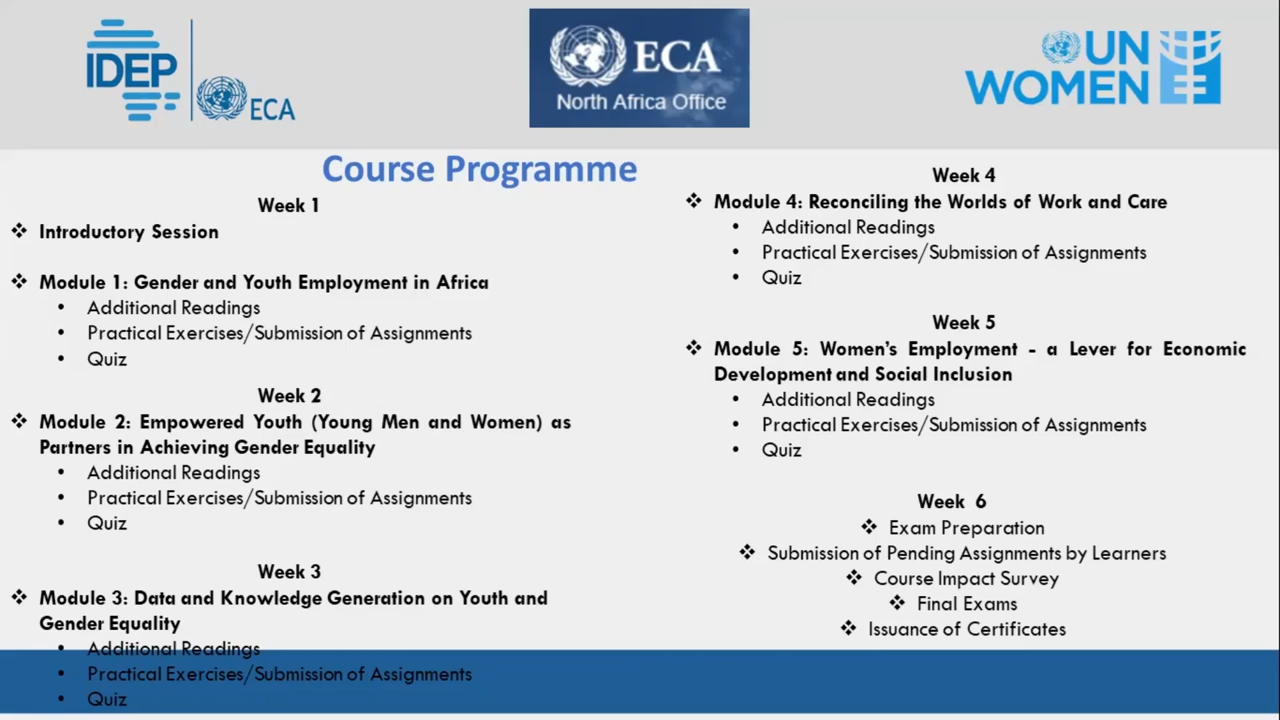 IDEP
ECA
ECA
North Africa Office
UN
WOMEN
Course Programme
Week 1
❖ Introductory Session
❖ Module 1: Gender and Youth Employment in Africa
• Additional Readings
• Practical Exercises/Submission of Assignments
• Quiz
Week 2
❖ Module 2: Empowered Youth (Young Men and Women) as
Partners in Achieving Gender Equality
• Additional Readings
• Practical Exercises/Submission of Assignments
• Quiz
Week 3
❖ Module 3: Data and Knowledge Generation on Youth and
Gender Equality
• Additional Readings
• Practical Exercises/Submission of Assignments
• Quiz
Week 4
❖ Module 4: Reconciling the Worlds of Work and Care
• Additional Readings
• Practical Exercises/Submission of Assignments
• Quiz
Week 5
❖ Module 5: Women’s Employment - a Lever for Economic
Development and Social Inclusion
• Additional Readings
• Practical Exercises/Submission of Assignments
• Quiz
Week 6
❖ Exam Preparation
❖ Submission of Pending Assignments by Learners
❖ Course Impact Survey
❖ Final Exams
❖ Issuance of Certificates